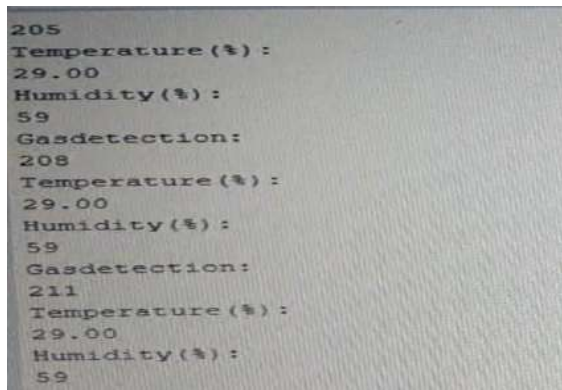 205
Temperature(%):
29.00
Humidity(%):
59
Gasdetection:
208
Temperature(%):
29.00
Humidity(%):
59
Gasdetection:
211
Temperature(%):
29.00
Humidity(%):
59